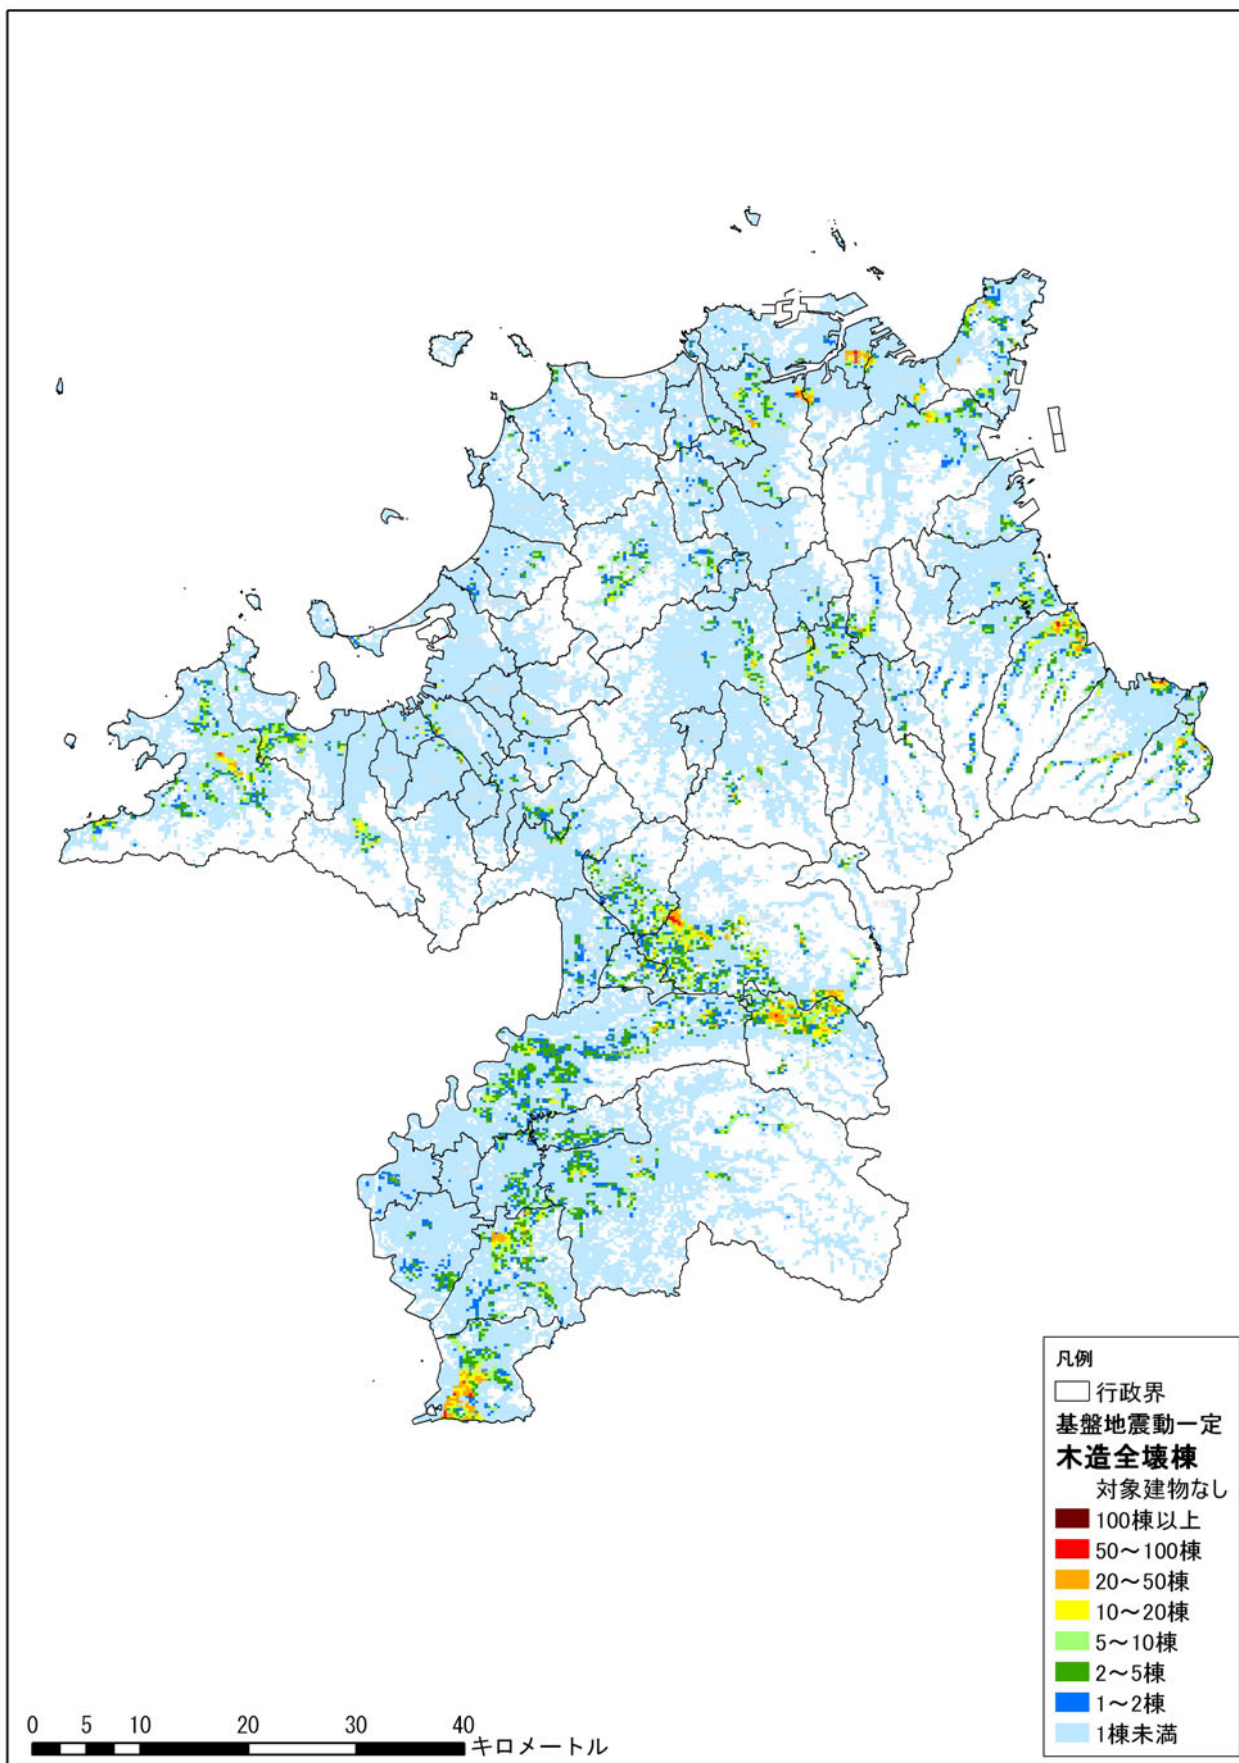 凡例
行政界
基盤地震動一定
木造全壊棟
対象建物なし
100棟以上
50～100棟
20～50棟
10～20棟
5～10棟
2～5棟
1～2棟
1棟未満
0 5 10 20 30 40
キロメートル